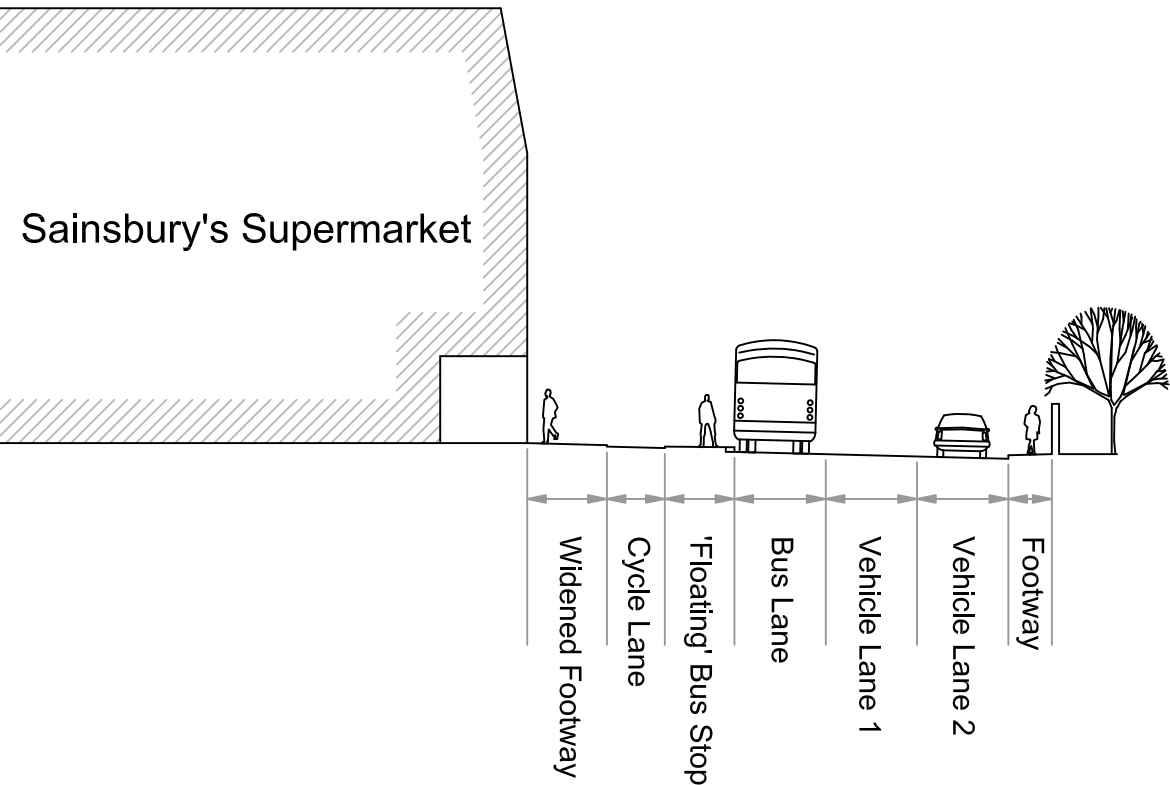 Sainsbury's Supermarket
Widened Footway
Cycle Lane
'Floating' Bus Stop
Bus Lane
Vehicle Lane 1
Vehicle Lane 2
Footway